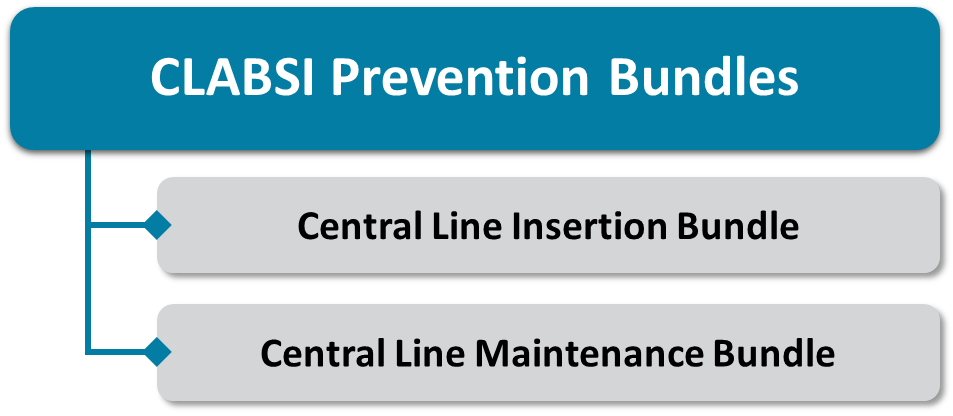 CLABSI Prevention Bundles
Central Line Insertion Bundle
Central Line Maintenance Bundle